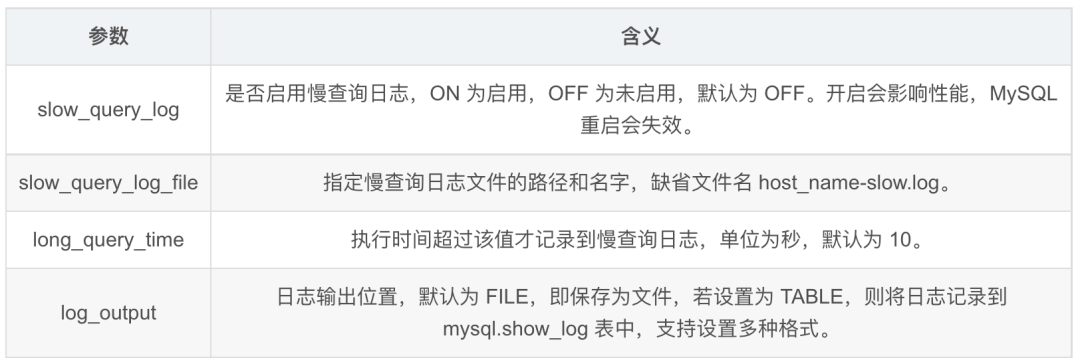 参数
含义
slow_query_log
是否启用慢查询日志，ON 为启用，OFF 为未启用，默认为 OFF。开启会影响性能，MySQL
重启会失效。
slow_query_log_file
指定慢查询日志文件的路径和名字，缺省文件名 host_name-slow.log。
long_query_time
执行时间超过该值才记录到慢查询日志，单位为秒，默认为 10。
log_output
日志输出位置，默认为 FILE，即保存为文件，若设置为 TABLE，则将日志记录到
mysql.show_log 表中，支持设置多种格式。